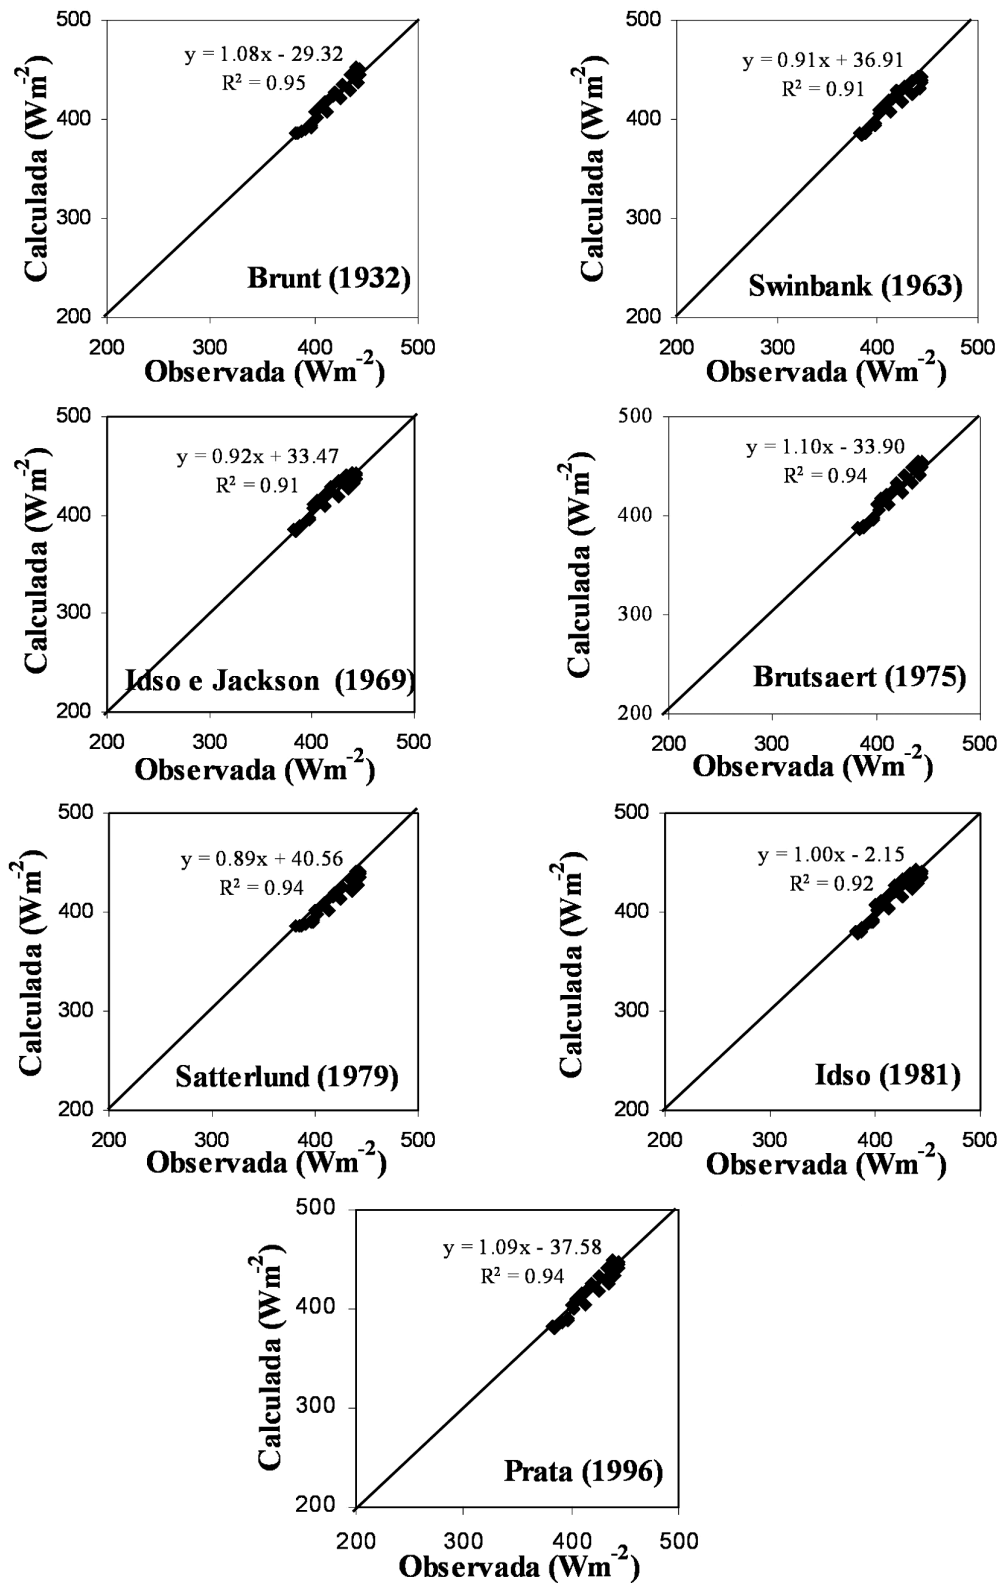 500
400
300
200
200
300
400
500
Calculada (Wm⁻²)
Observada (Wm⁻²)
y = 1.08x - 29.32
R² = 0.95
Brunt (1932)
500
400
300
200
200
300
400
500
Calculada (Wm⁻²)
Observada (Wm⁻²)
y = 0.91x + 36.91
R² = 0.91
Swinbank (1963)
500
400
300
200
200
300
400
500
Calculada (Wm⁻²)
Observada (Wm⁻²)
y = 0.92x + 33.47
R² = 0.91
Idso e Jackson (1969)
500
400
300
200
200
300
400
500
Calculada (Wm⁻²)
Observada (Wm⁻²)
y = 1.10x - 33.90
R² = 0.94
Brutsaert (1975)
500
400
300
200
200
300
400
500
Calculada (Wm⁻²)
Observada (Wm⁻²)
y = 0.89x + 40.56
R² = 0.94
Satterlund (1979)
500
400
300
200
200
300
400
500
Calculada (Wm⁻²)
Observada (Wm⁻²)
y = 1.00x - 2.15
R² = 0.92
Idso (1981)
500
400
300
200
200
300
400
500
Calculada (Wm⁻²)
Observada (Wm⁻²)
y = 1.09x - 37.58
R² = 0.94
Prata (1996)